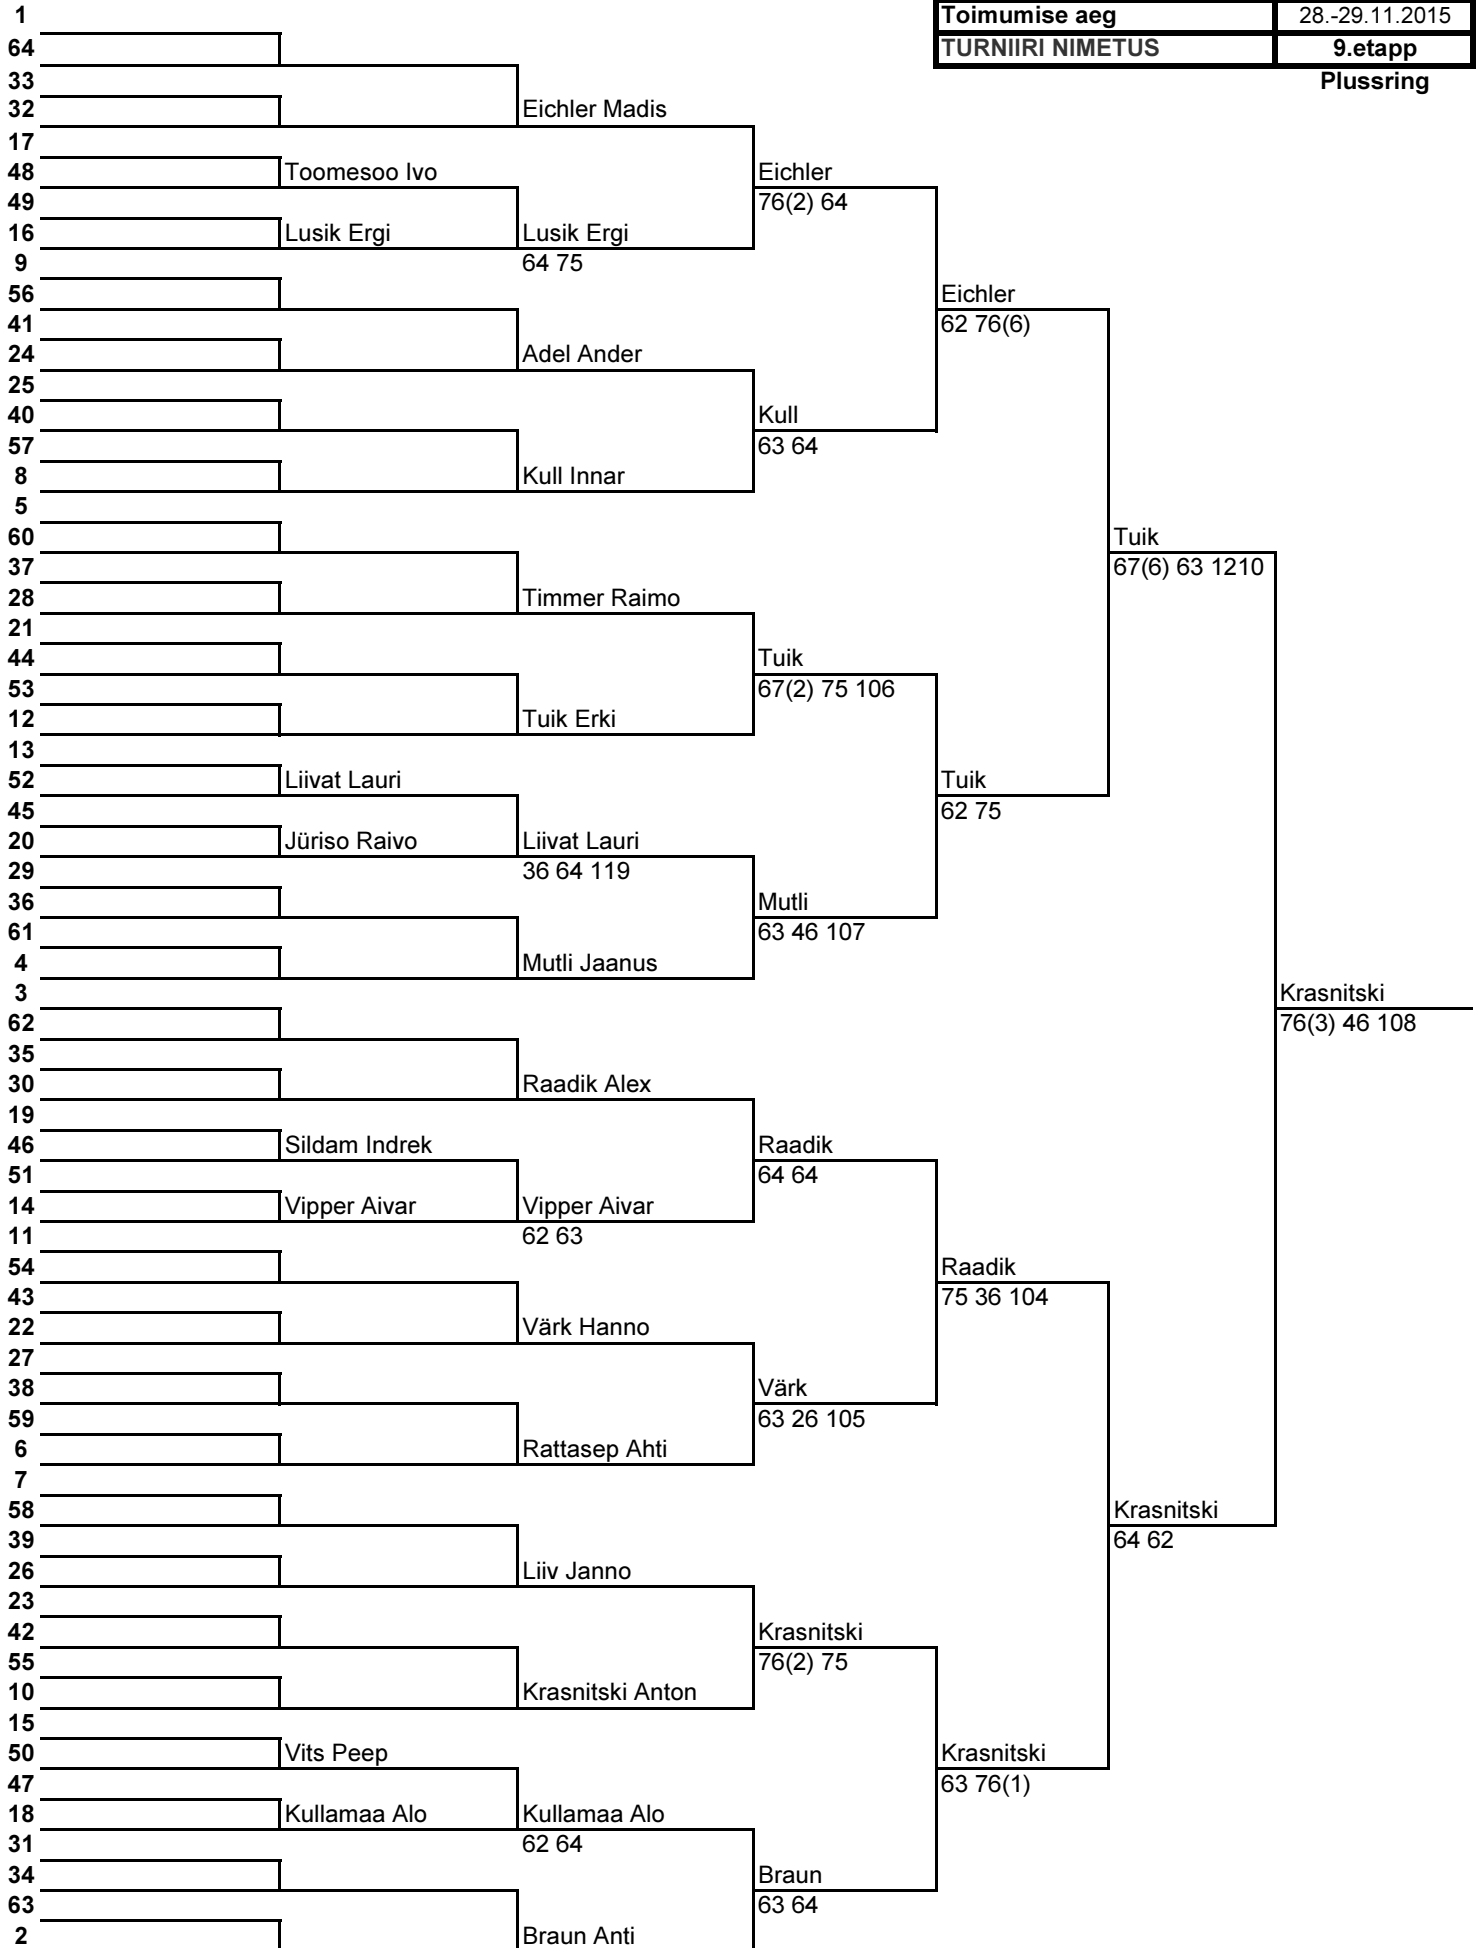 1
Toimumise aeg 28.-29.11.2015
64
TURNIIRI NIMETUS 9.etapp
33
Plussring
32 Eichler Madis
17
48 Toomesoo Ivo Eichler
49 76(2) 64
16 Lusik Ergi Lusik Ergi
9 64 75
56 Eichler
41 62 76(6)
24 Adel Ander
25
40 Kull
57 63 64
8 Kull Innar
5
60 Tuik
37 67(6) 63 1210
28 Timmer Raimo
21
44 Tuik
53 67(2) 75 106
12 Tuik Erki
13
52 Liivat Lauri Tuik
45 62 75
20 Jüriso Raivo Liivat Lauri
29 36 64 119
36 Mutli
61 63 46 107
4 Mutli Jaanus
3 Krasnitski
62 76(3) 46 108
35
30 Raadik Alex
19
46 Sildam Indrek Raadik
51 64 64
14 Vipper Aivar Vipper Aivar
11 62 63
54 Raadik
43 75 36 104
22 Värk Hanno
27
38 Värk
59 63 26 105
6 Rattasep Ahti
7
58 Krasnitski
39 64 62
26 Liiv Janno
23
42 Krasnitski
55 76(2) 75
10 Krasnitski Anton
15
50 Vits Peep Krasnitski
47 63 76(1)
18 Kullamaa Alo Kullamaa Alo
31 62 64
34 Braun
63 63 64
2 Braun Anti